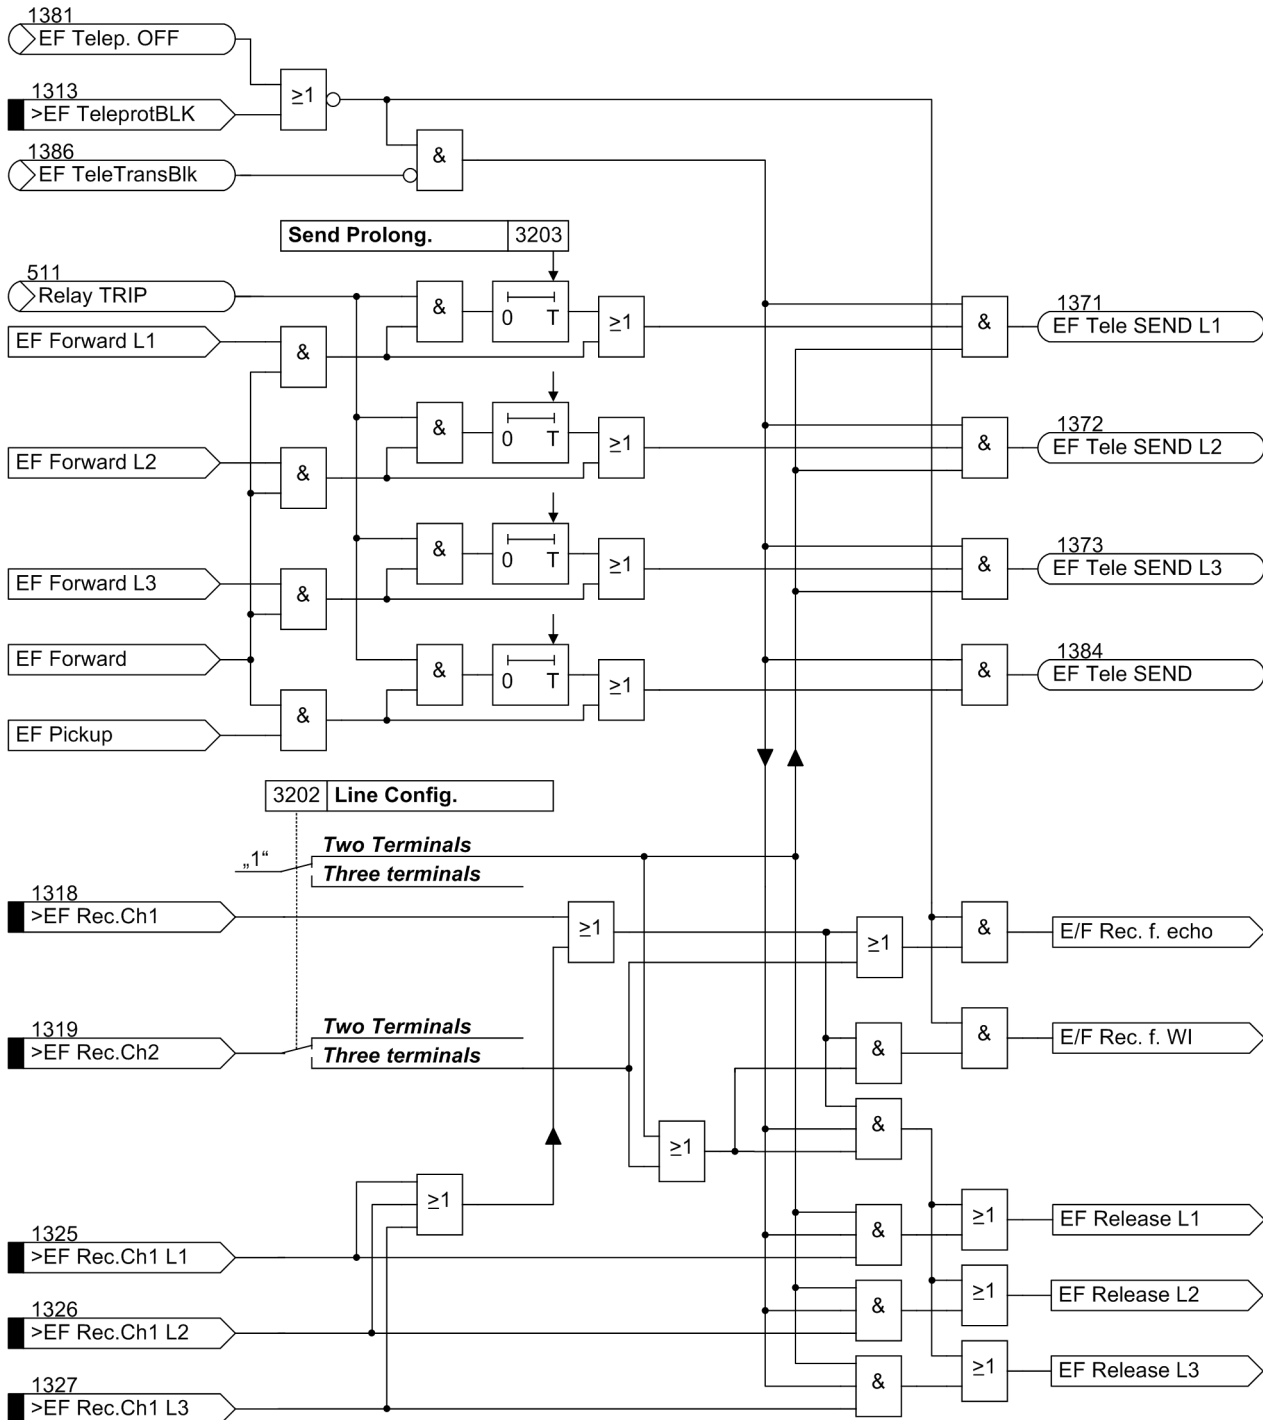 1381
EF Telep. OFF
1313
>EF TeleprotBLK
≥1
1386
EF TeleTransBlk
&
Send Prolong. 3203
511
Relay TRIP
& 0 T ≥1
EF Forward L1
&
& 1371
EF Tele SEND L1
& 0 T ≥1
EF Forward L2
&
& 1372
EF Tele SEND L2
& 0 T ≥1
EF Forward L3
&
& 1373
EF Tele SEND L3
EF Forward
& 0 T ≥1
& 1384
EF Tele SEND
EF Pickup
&
3202 Line Config.
„1“
Two Terminals
Three terminals
1318
>EF Rec.Ch1
≥1
≥1
&
E/F Rec. f. echo
1319
>EF Rec.Ch2
Two Terminals
Three terminals
&
&
E/F Rec. f. WI
≥1
&
≥1
1325
>EF Rec.Ch1 L1
&
≥1
EF Release L1
1326
>EF Rec.Ch1 L2
&
≥1
EF Release L2
1327
>EF Rec.Ch1 L3
&
≥1
EF Release L3